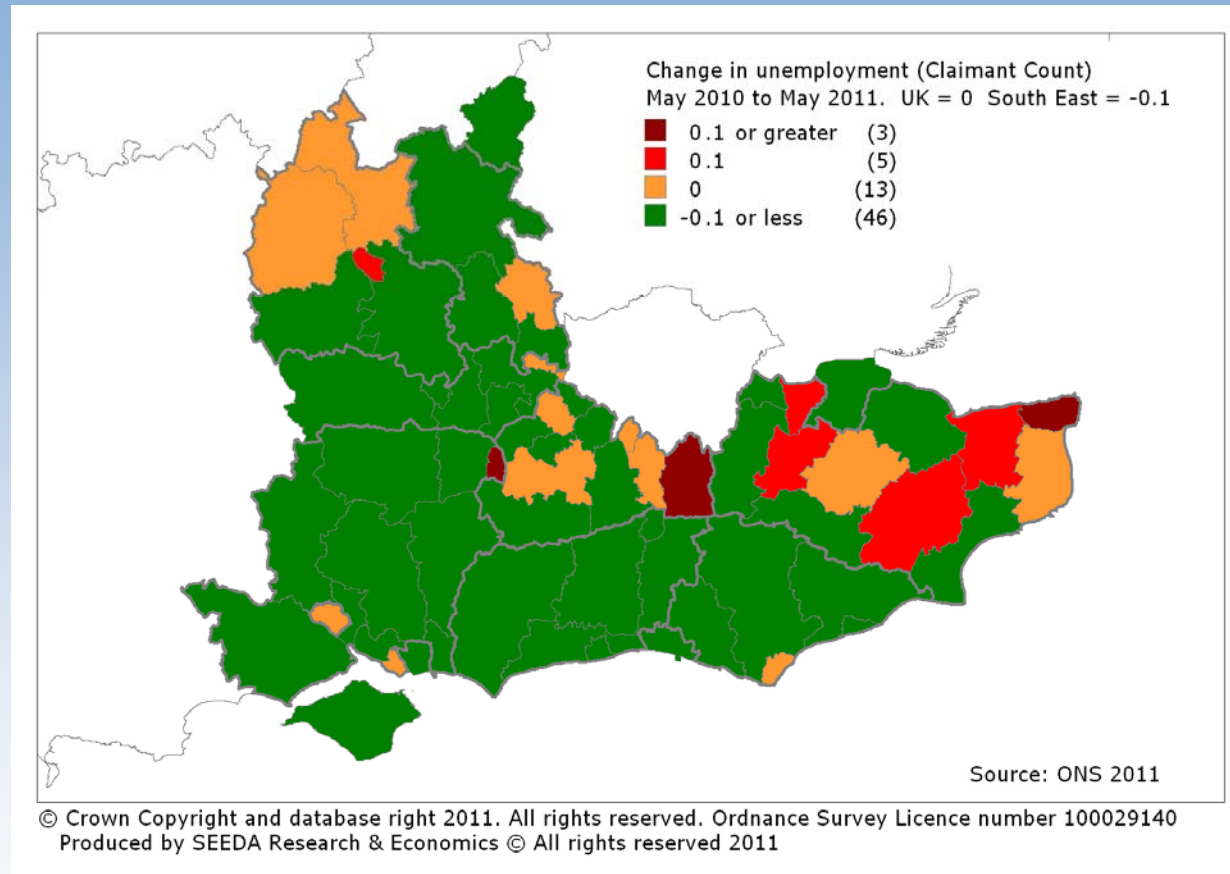 Change in unemployment (Claimant Count)
May 2010 to May 2011. UK = 0 South East = -0.1
0.1 or greater (3)
0.1 (5)
0 (13)
-0.1 or less (46)
Source: ONS 2011
© Crown Copyright and database right 2011. All rights reserved. Ordnance Survey Licence number 100029140
Produced by SEEDA Research & Economics © All rights reserved 2011